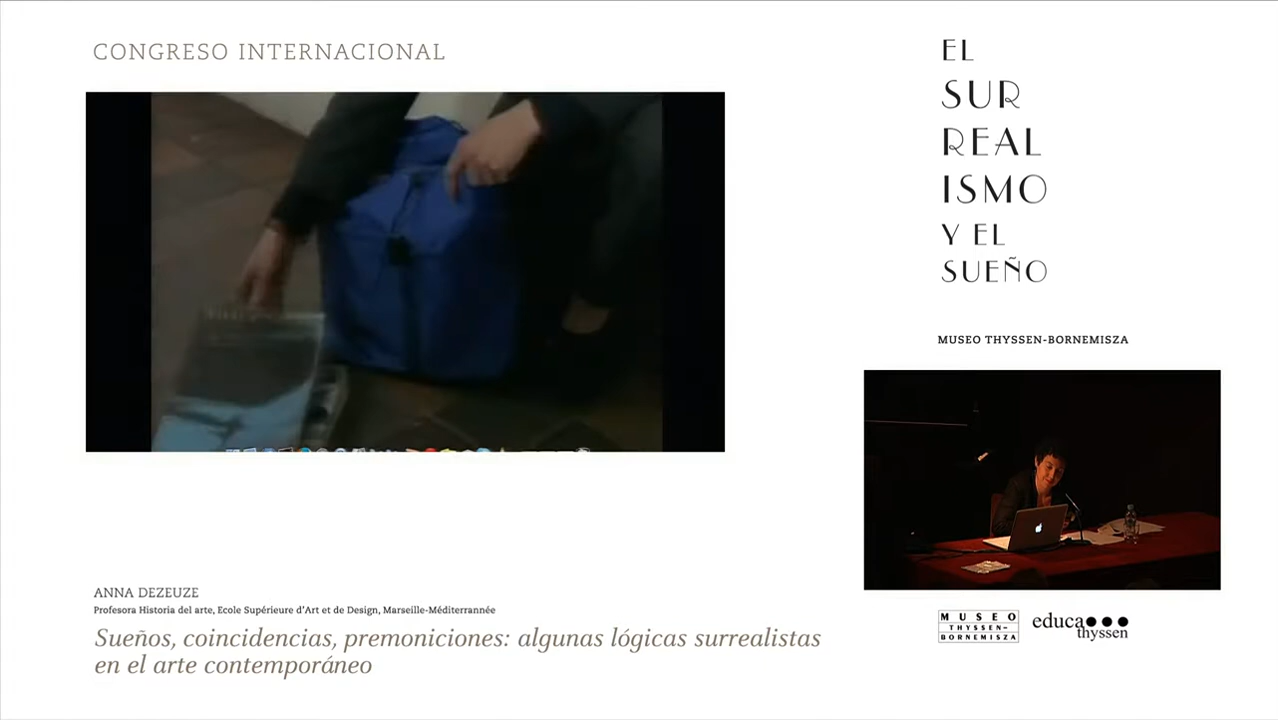 CONGRESO INTERNACIONAL
EL
SUR
REAL
ISMO
Y EL
SUEÑO
MUSEO THYSSEN-BORNEMISZA
ANNA DEZEUZE
Profesora Historia del arte, Ecole Supérieure d'Art et de Design, Marseille-Méditerrannée
Sueños, coincidencias, premoniciones: algunas lógicas surrealistas
en el arte contemporáneo
MUSEO
THYSSEN-
BORNEMISZA
educa
thyssen